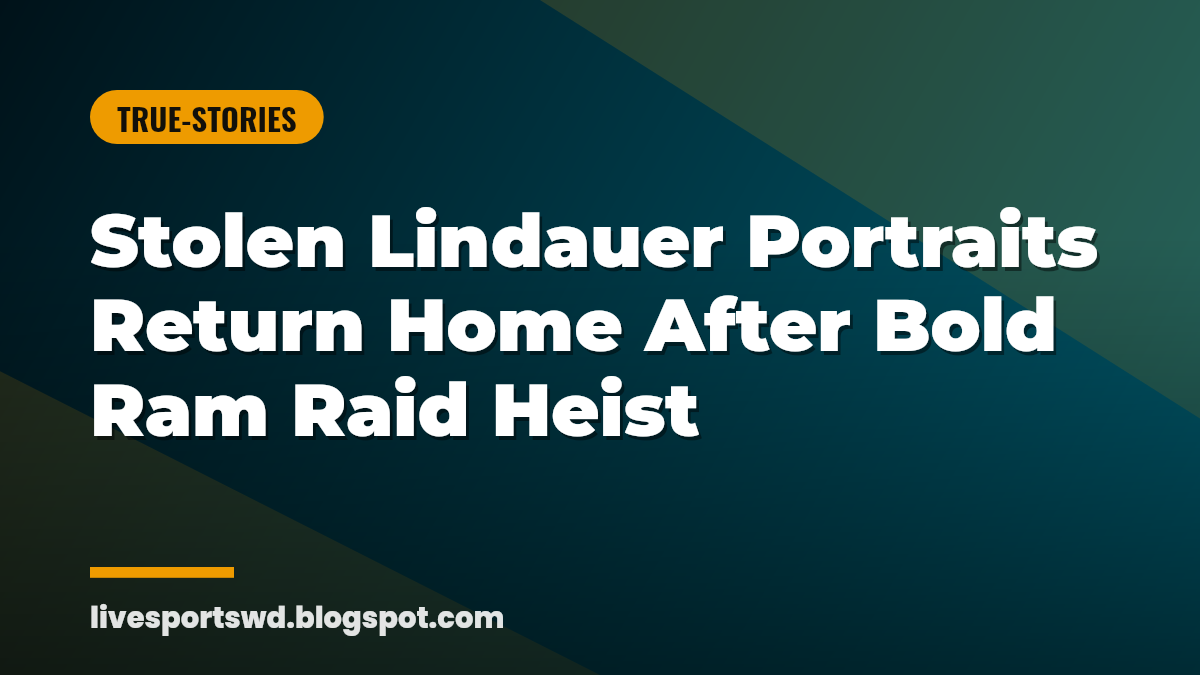 TRUE-STORIES
Stolen Lindauer Portraits
Return Home After Bold
Ram Raid Heist
livesportswd.blogspot.com